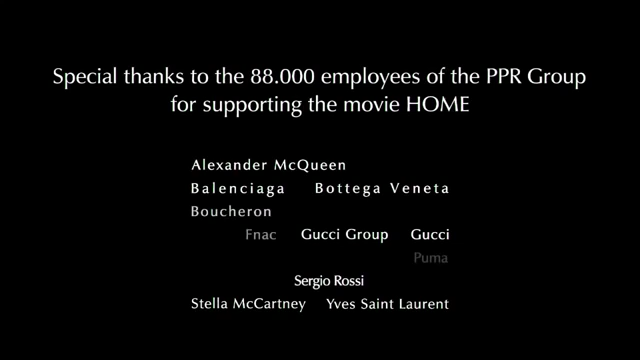 Special thanks to the 88.000 employees of the PPR Group
for supporting the movie HOME
Alexander McQueen
Balenciaga Bottega Veneta
Boucheron
Fnac Gucci Group Gucci
Puma
Sergio Rossi
Stella McCartney Yves Saint Laurent